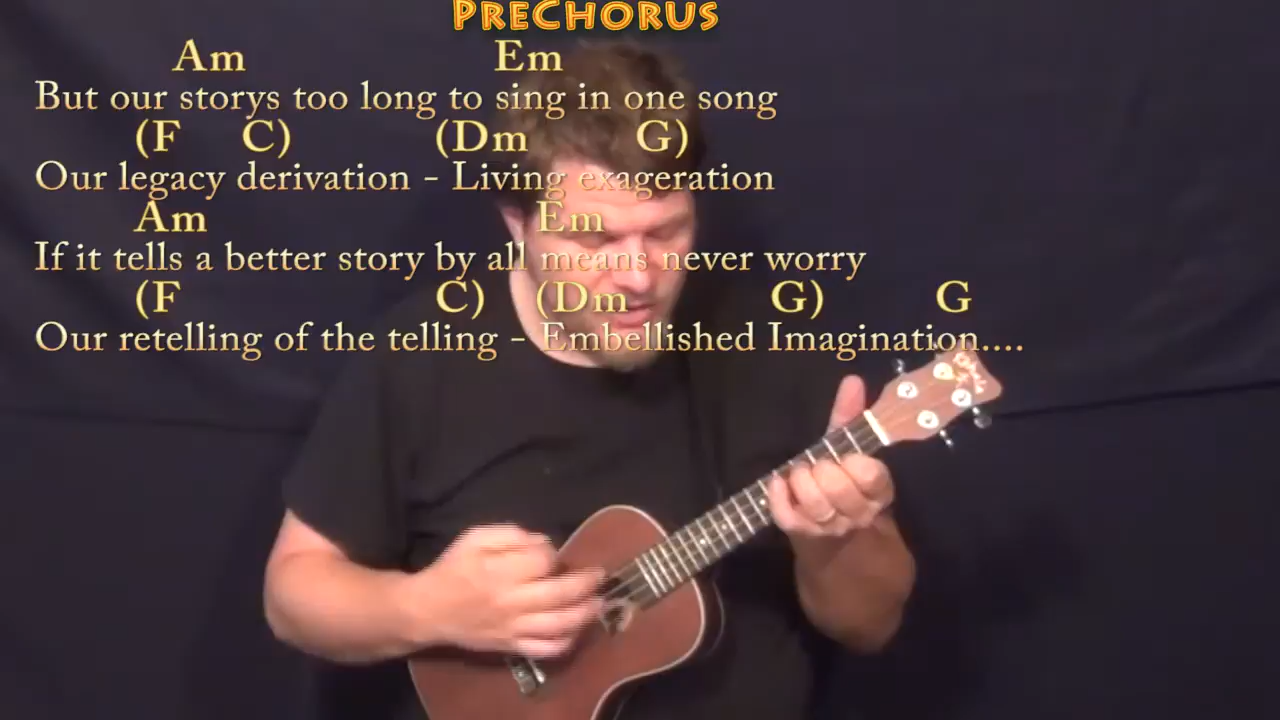 PreChorus
Am Em
But our storys too long to sing in one song
(F C) (Dm G)
Our legacy derivation - Living exageration
Am Em
If it tells a better story by all means never worry
(F C) (Dm G) G
Our retelling of the telling - Embellished Imagination....